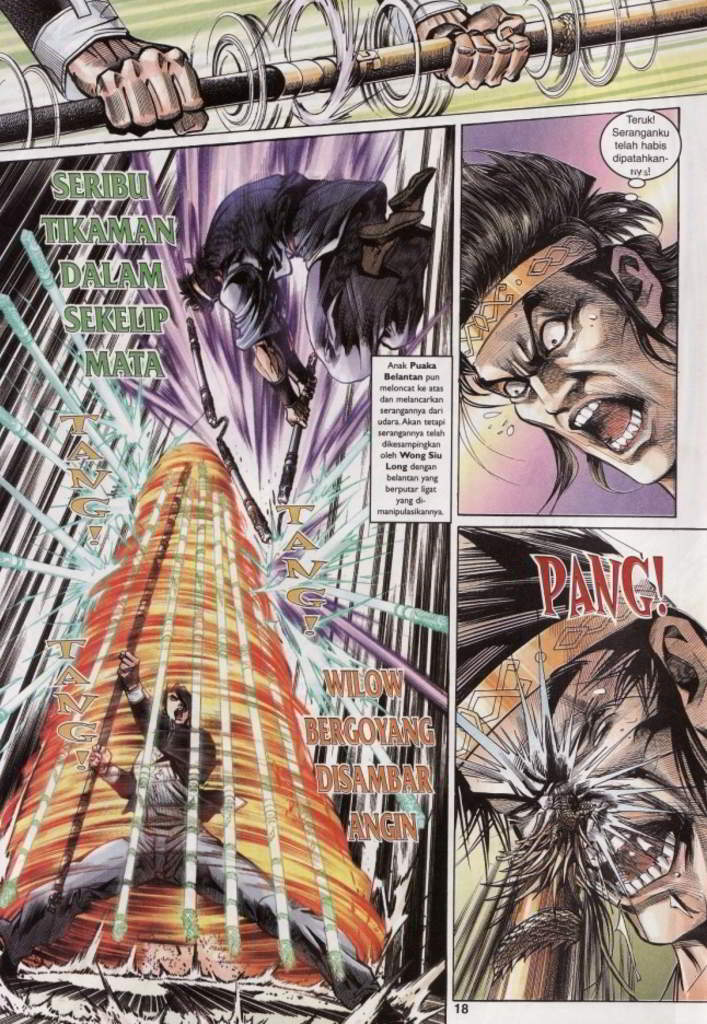 SERIBU
TIKAMAN
DALAM
SEKELIP
MATA
Teruk!
Seranganku
telah habis
dipatahkan-
nya!
Anak Puaka
Belantan pun
meloncat ke atas
dan melancarkan
serangannya dari
udara. Akan tetapi
serangannya telah
dikesampingkan
oleh Wong Siu
Long dengan
belantan yang
berputar ligat
yang di-
manipulasikannya.
TANG!
TANG!
TANG!
WILOW
BERGOYANG
DISAMBAR
ANGIN
PANG!
18